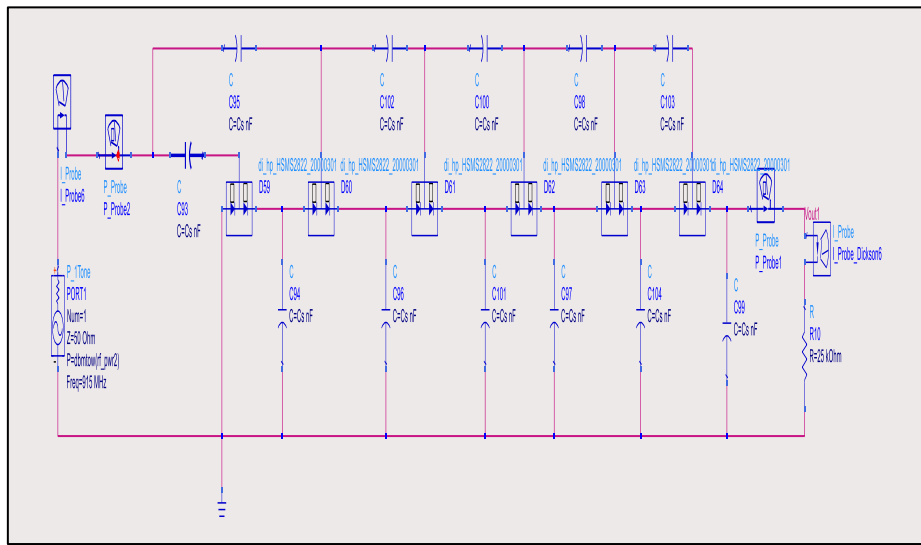 C
C95
C=Cs nF
C
C102
C=Cs nF
C
C100
C=Cs nF
C
C98
C=Cs nF
C
C103
C=Cs nF
I_Probe
I_Probe6
P_Probe
P_Probe2
C
C93
C=Cs nF
di_hp_HSMS2822_20000301
D59
di_hp_HSMS2822_20000301
D60
di_hp_HSMS2822_20000301
D61
di_hp_HSMS2822_20000301
D62
di_hp_HSMS2822_20000301
D63
di_hp_HSMS2822_20000301
D64
P_Probe
P_Probe1
Vout1
I_Probe
I_Probe_Dickson6
P_1Tone
PORT1
Num=1
Z=50 Ohm
P=dbmtow(rf_pwr2)
Freq=915 MHz
C
C94
C=Cs nF
C
C96
C=Cs nF
C
C101
C=Cs nF
C
C97
C=Cs nF
C
C104
C=Cs nF
C
C99
C=Cs nF
R
R10
R=25 kOhm